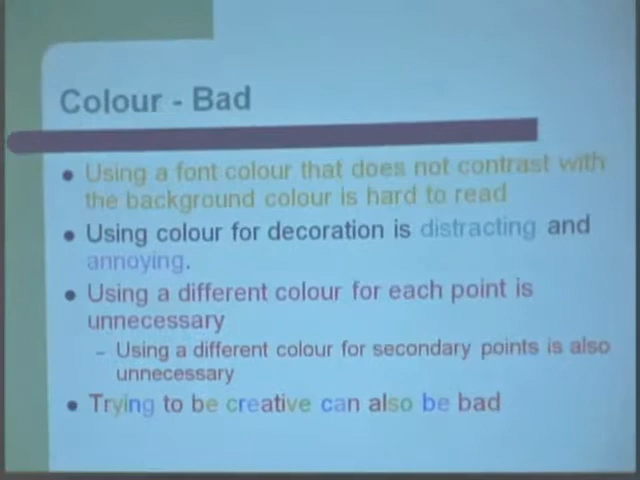 Colour - Bad
Using a font colour that does not contrast with
the background colour is hard to read
Using colour for decoration is distracting and
annoying.
Using a different colour for each point is
unnecessary
– Using a different colour for secondary points is also
unnecessary
Trying to be creative can also be bad